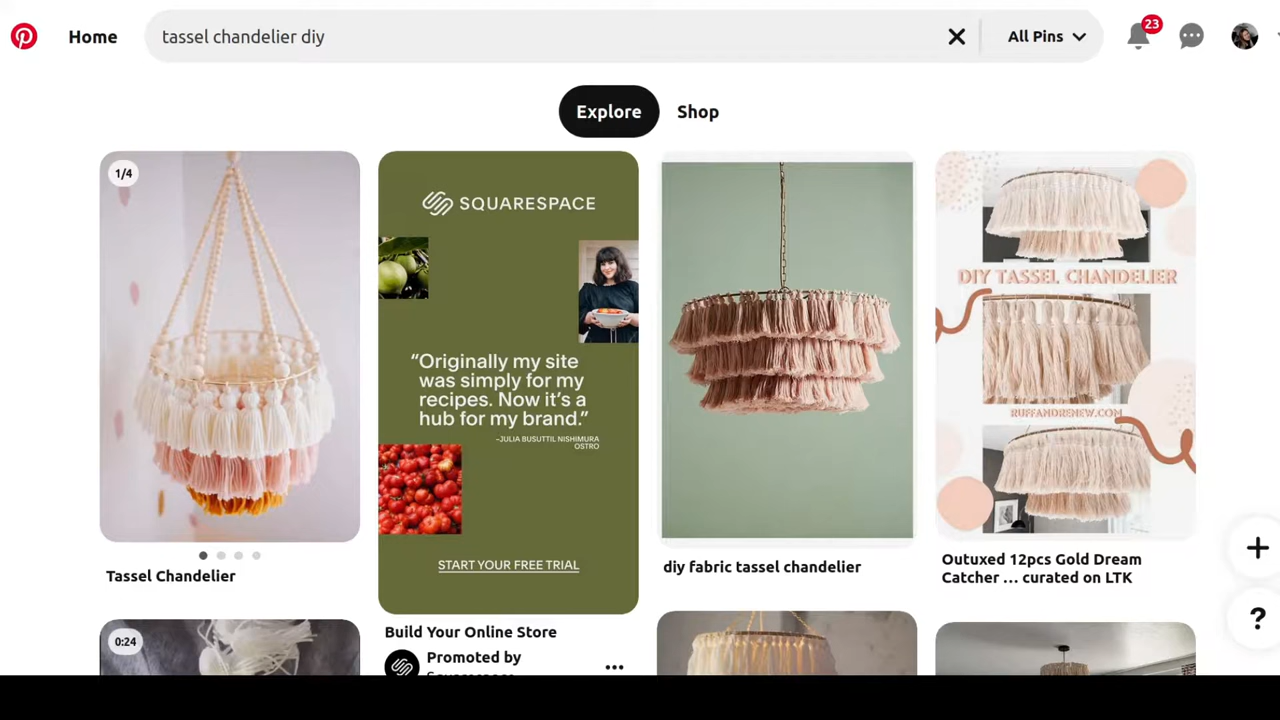 Home
tassel chandelier diy
All Pins
23
Explore
Shop
1/4
Tassel Chandelier
0:24
SQUARESPACE
“Originally my site
was simply for my
recipes. Now it’s a
hub for my brand.”
–JULIA BUSUTTIL NISHIMURA
OSTRO
START YOUR FREE TRIAL
Build Your Online Store
Promoted by
Squarespace
diy fabric tassel chandelier
DIY TASSEL CHANDELIER
RUFFANDRENEW.COM
Outuxed 12pcs Gold Dream
Catcher ... curated on LTK
?